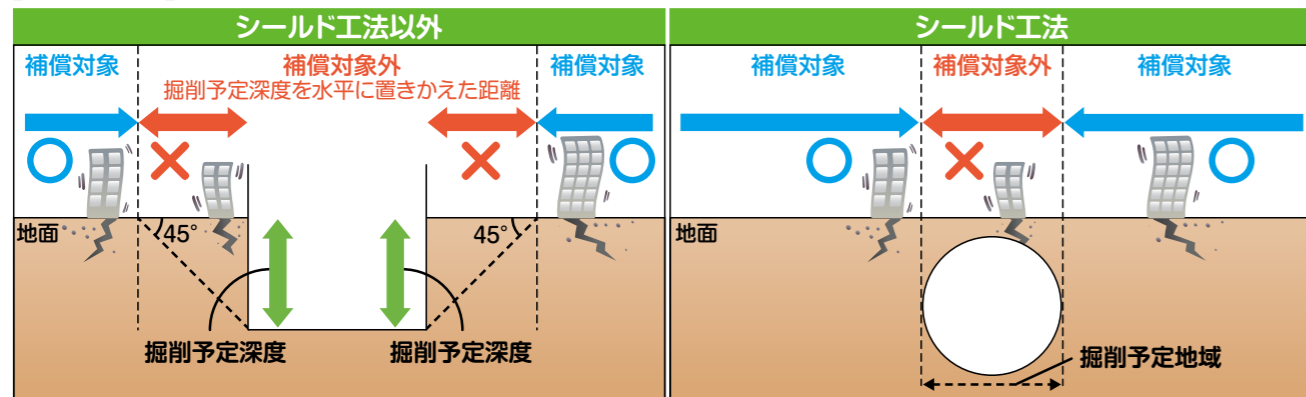 シールド工法以外
補償対象
補償対象外
補償対象
掘削予定深度を水平に置きかえた距離
地面
45°
45°
掘削予定深度
掘削予定深度
シールド工法
補償対象
補償対象外
補償対象
地面
掘削予定地域